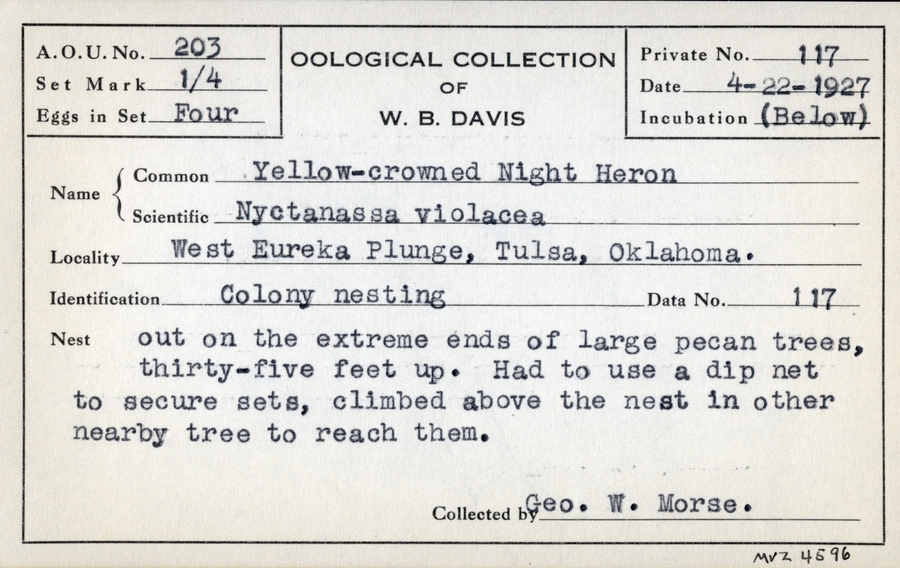 A.O.U. No. 203
Set Mark 1/4
Eggs in Set Four
OOLOGICAL COLLECTION
OF
W. B. DAVIS
Private No. 117
Date 4-22-1927
Incubation (Below)
Name
Common Yellow-crowned Night Heron
Scientific Nyctanassa violacea
Locality West Eureka Plunge, Tulsa, Oklahoma.
Identification Colony nesting Data No. 117
Nest out on the extreme ends of large pecan trees,
thirty-five feet up. Had to use a dip net
to secure sets, climbed above the nest in other
nearby tree to reach them.
Collected by Geo. W. Morse.
MVZ 4596